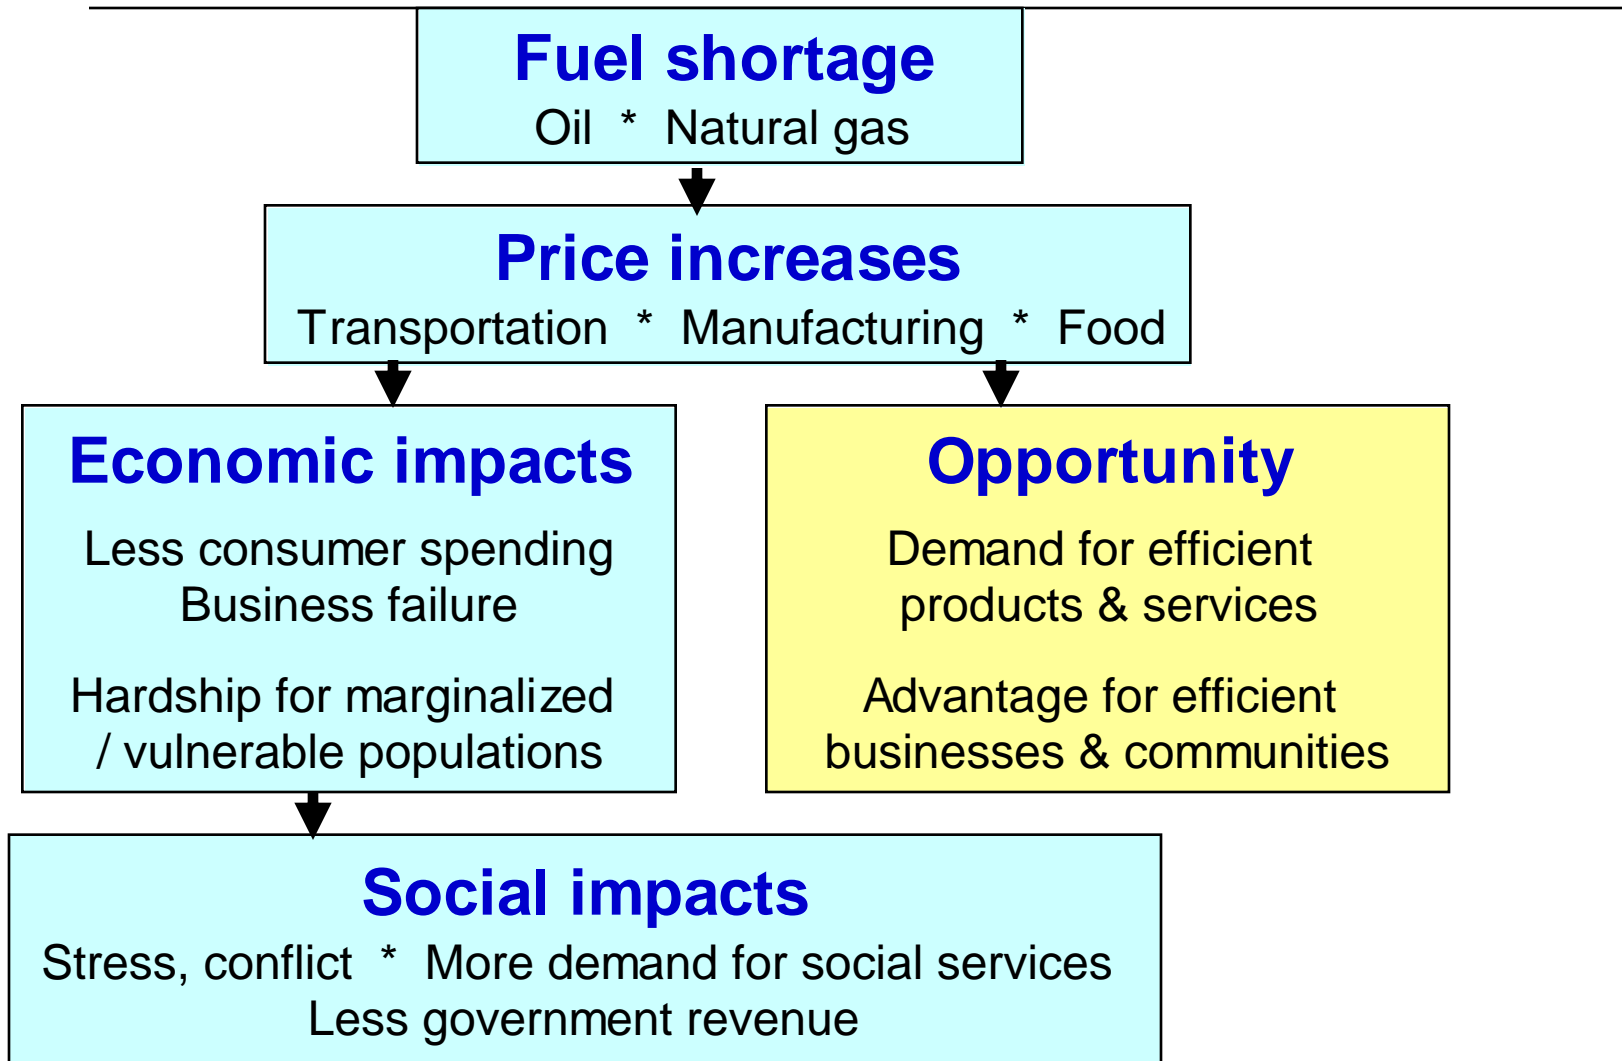 Fuel shortage
Oil * Natural gas
Price increases
Transportation * Manufacturing * Food
Economic impacts
Less consumer spending
Business failure
Hardship for marginalized
/ vulnerable populations
Opportunity
Demand for efficient
products & services
Advantage for efficient
businesses & communities
Social impacts
Stress, conflict * More demand for social services
Less government revenue